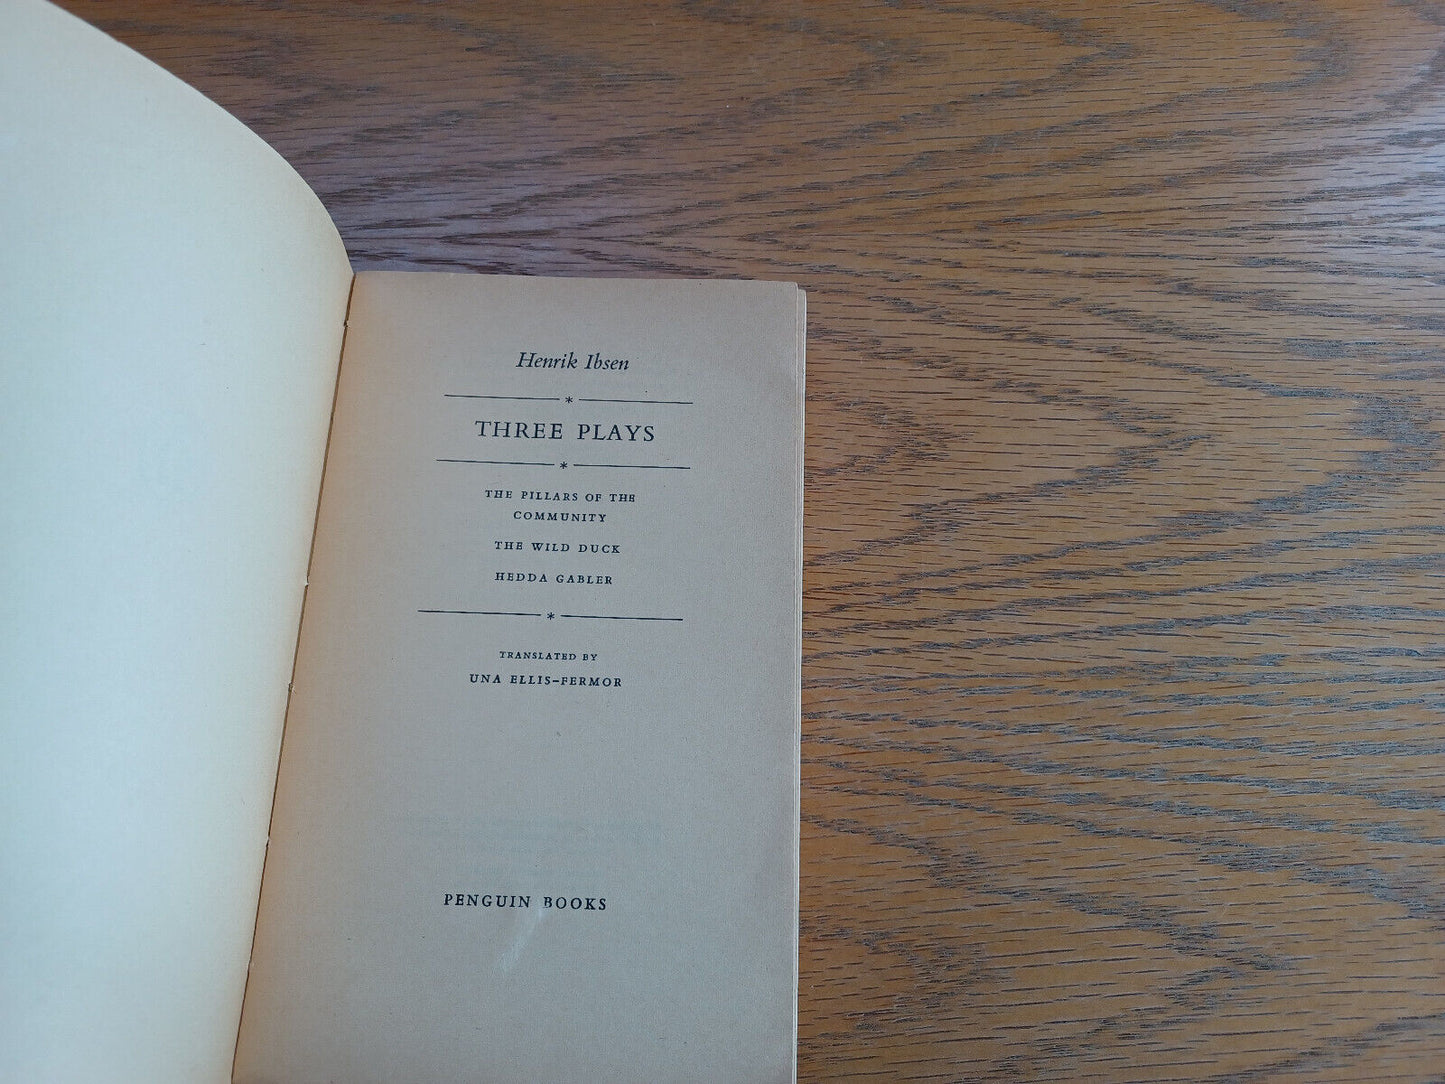 Henrik Ibsen
*
THREE PLAYS
*
THE PILLARS OF THE
COMMUNITY
THE WILD DUCK
HEDDA GABLER
*
TRANSLATED BY
UNA ELLIS-FERMOR
PENGUIN BOOKS